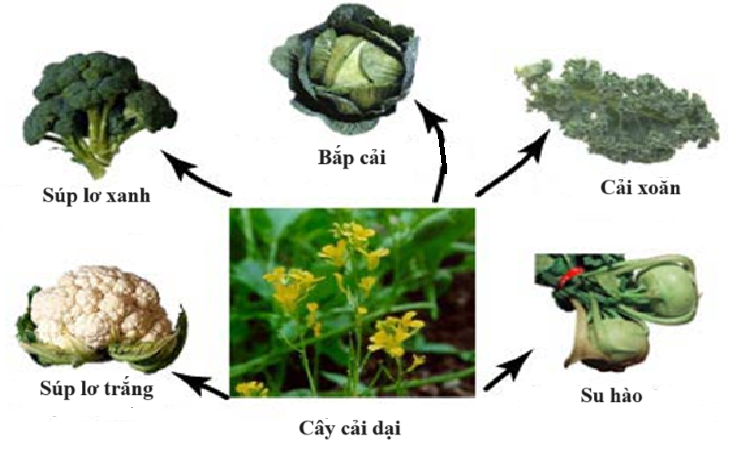 Bắp cải
Súp lơ xanh
Cải xoăn
Súp lơ trắng
Su hào
Cây cải dại